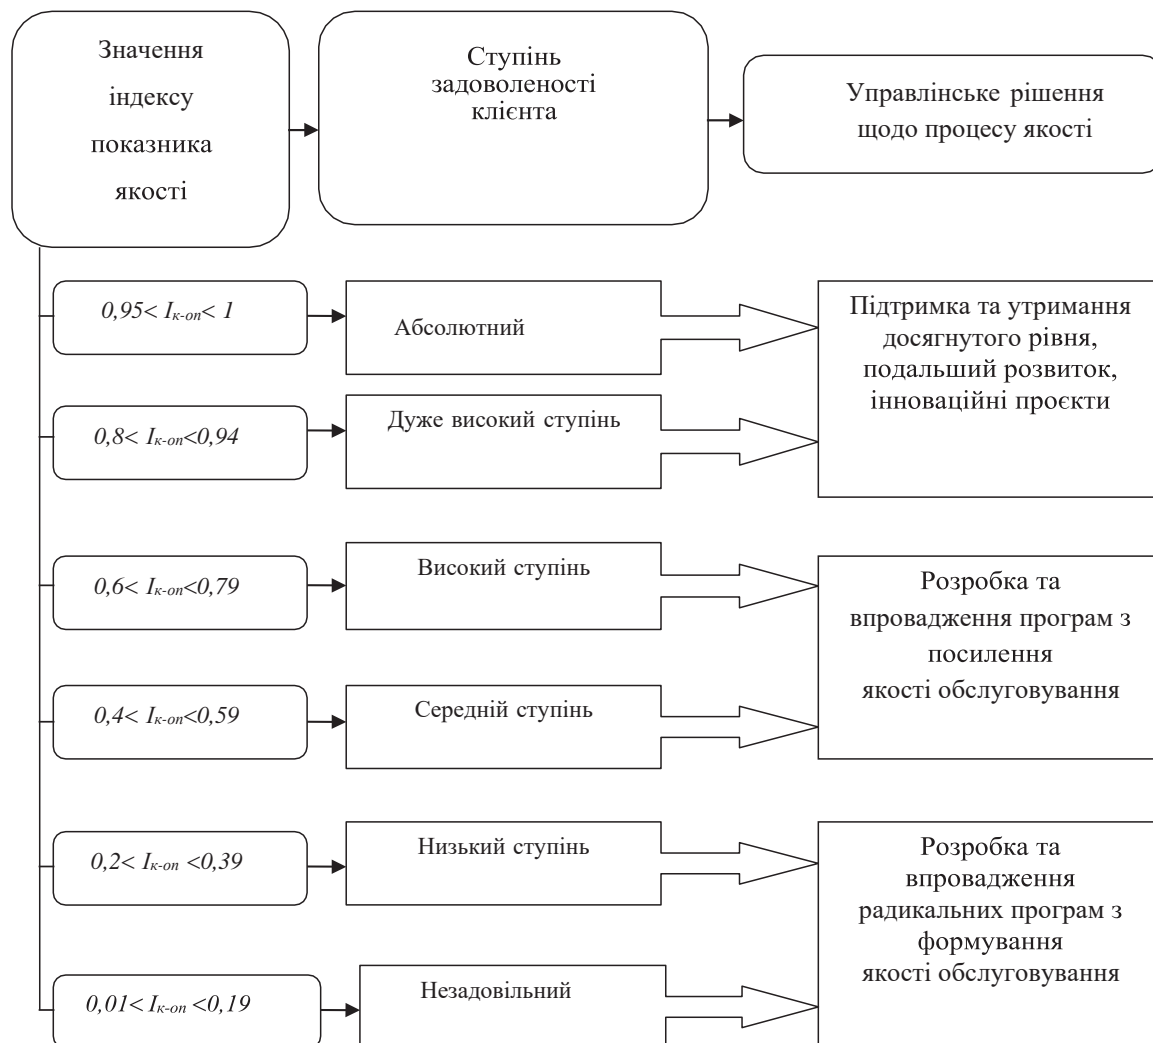 Значення
індексу
показника
якості
Ступінь
задоволеності
клієнта
Управлінське рішення
щодо процесу якості
0,95< Iк-оп< 1
Абсолютний
Підтримка та утримання
досягнутого рівня,
подальший розвиток,
інноваційні проєкти
0,8< Iк-оп<0,94
Дуже високий ступінь
0,6< Iк-оп<0,79
Високий ступінь
Розробка та
впровадження програм з
посилення
якості обслуговування
0,4< Iк-оп<0,59
Середній ступінь
0,2< Iк-оп <0,39
Низький ступінь
Розробка та
впровадження
радикальних програм з
формування
якості обслуговування
0,01< Iк-оп <0,19
Незадовільний